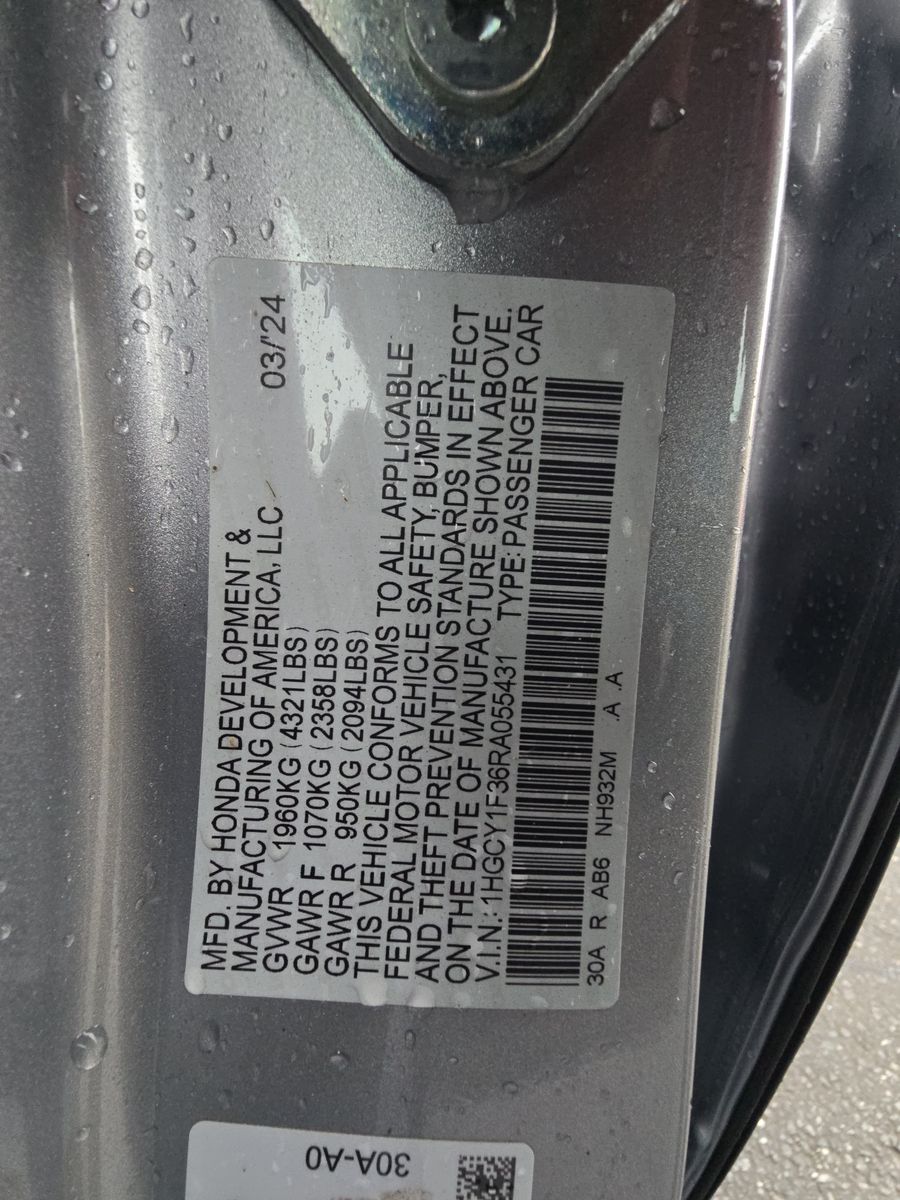 MFD. BY HONDA DEVELOPMENT &
MANUFACTURING OF AMERICA, LLC 03/'24
GVWR 1960KG (4321LBS)
GAWR F 1070KG (2358LBS)
GAWR R 950KG (2094LBS)
THIS VEHICLE CONFORMS TO ALL APPLICABLE
FEDERAL MOTOR VEHICLE SAFETY, BUMPER,
AND THEFT PREVENTION STANDARDS IN EFFECT
ON THE DATE OF MANUFACTURE SHOWN ABOVE.
V.I.N.: 1HGCY1F36RA055431 TYPE: PASSENGER CAR
30A R AB6 NH932M .A .A
30A-A0